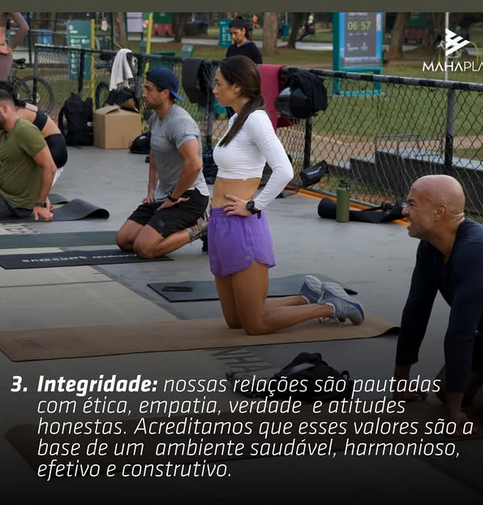 06:57
MAHAPLA
SAMSUNG
3. Integridade: nossas relações são pautadas
com ética, empatia, verdade e atitudes
honestas. Acreditamos que esses valores são a
base de um ambiente saudável, harmonioso,
efetivo e construtivo.